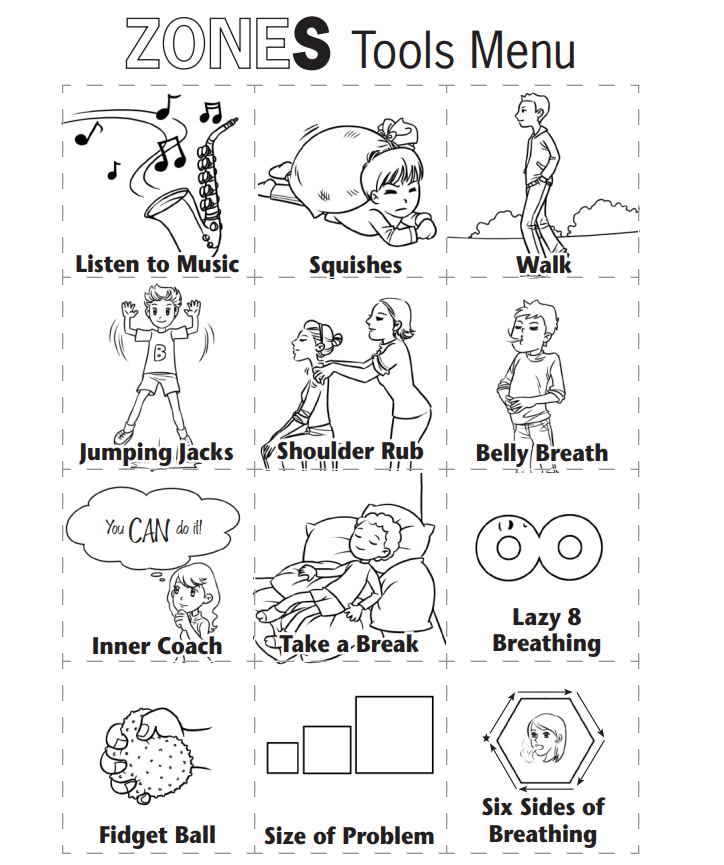 ZONES Tools Menu
Listen to Music
Squishes
Walk
B
Jumping Jacks
Shoulder Rub
Belly Breath
You CAN do it!
Inner Coach
Take a Break
Lazy 8
Breathing
Fidget Ball
Size of Problem
Six Sides of
Breathing